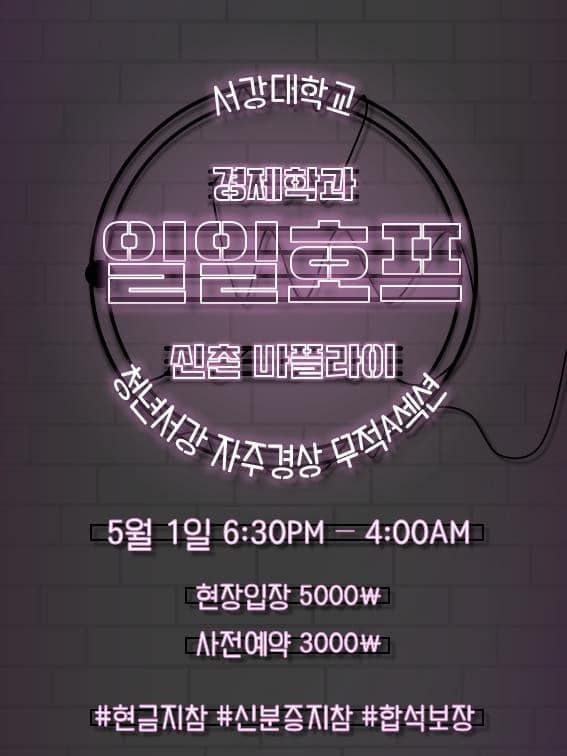 서강대학교
경제학과
일일호프
신촌 바플라이
청년서강 자주경상 무적A섹션
5월 1일 6:30PM – 4:00AM
현장입장 5000₩
사전예약 3000₩
#현금지참 #신분증지참 #합석보장